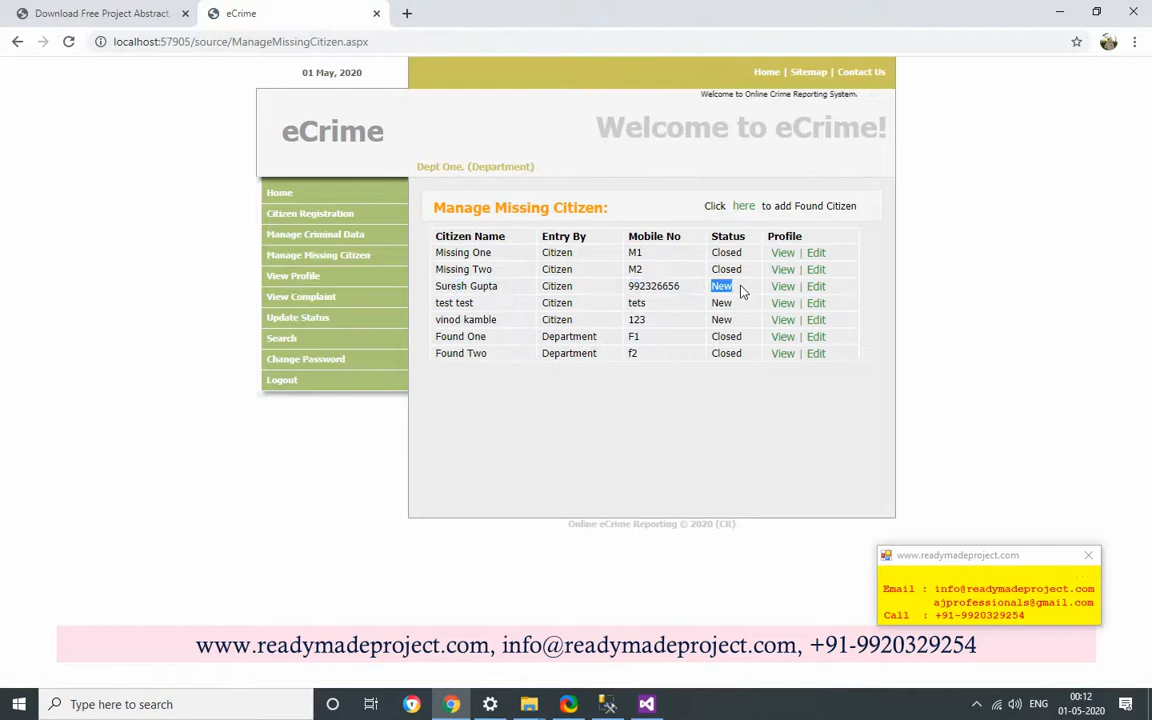 Download Free Project Abstract,
eCrime
localhost:57905/source/ManageMissingCitizen.aspx
01 May, 2020
Home | Sitemap | Contact Us
Welcome to Online Crime Reporting System.
eCrime
Welcome to eCrime!
Dept One. (Department)
Home
Citizen Registration
Manage Criminal Data
Manage Missing Citizen
View Profile
View Complaint
Update Status
Search
Change Password
Logout
Manage Missing Citizen:
Click here to add Found Citizen
Citizen Name Entry By Mobile No Status Profile
Missing One Citizen M1 Closed View | Edit
Missing Two Citizen M2 Closed View | Edit
Suresh Gupta Citizen 992326656 New View | Edit
test test Citizen tets New View | Edit
vinod kamble Citizen 123 New View | Edit
Found One Department F1 Closed View | Edit
Found Two Department f2 Closed View | Edit
Online eCrime Reporting © 2020 (CR)
www.readymadeproject.com
Email : info@readymadeproject.com
ajprofessionals@gmail.com
Call : +91-9920329254
www.readymadeproject.com, info@readymadeproject.com, +91-9920329254
Type here to search
ENG
00:12
01-05-2020